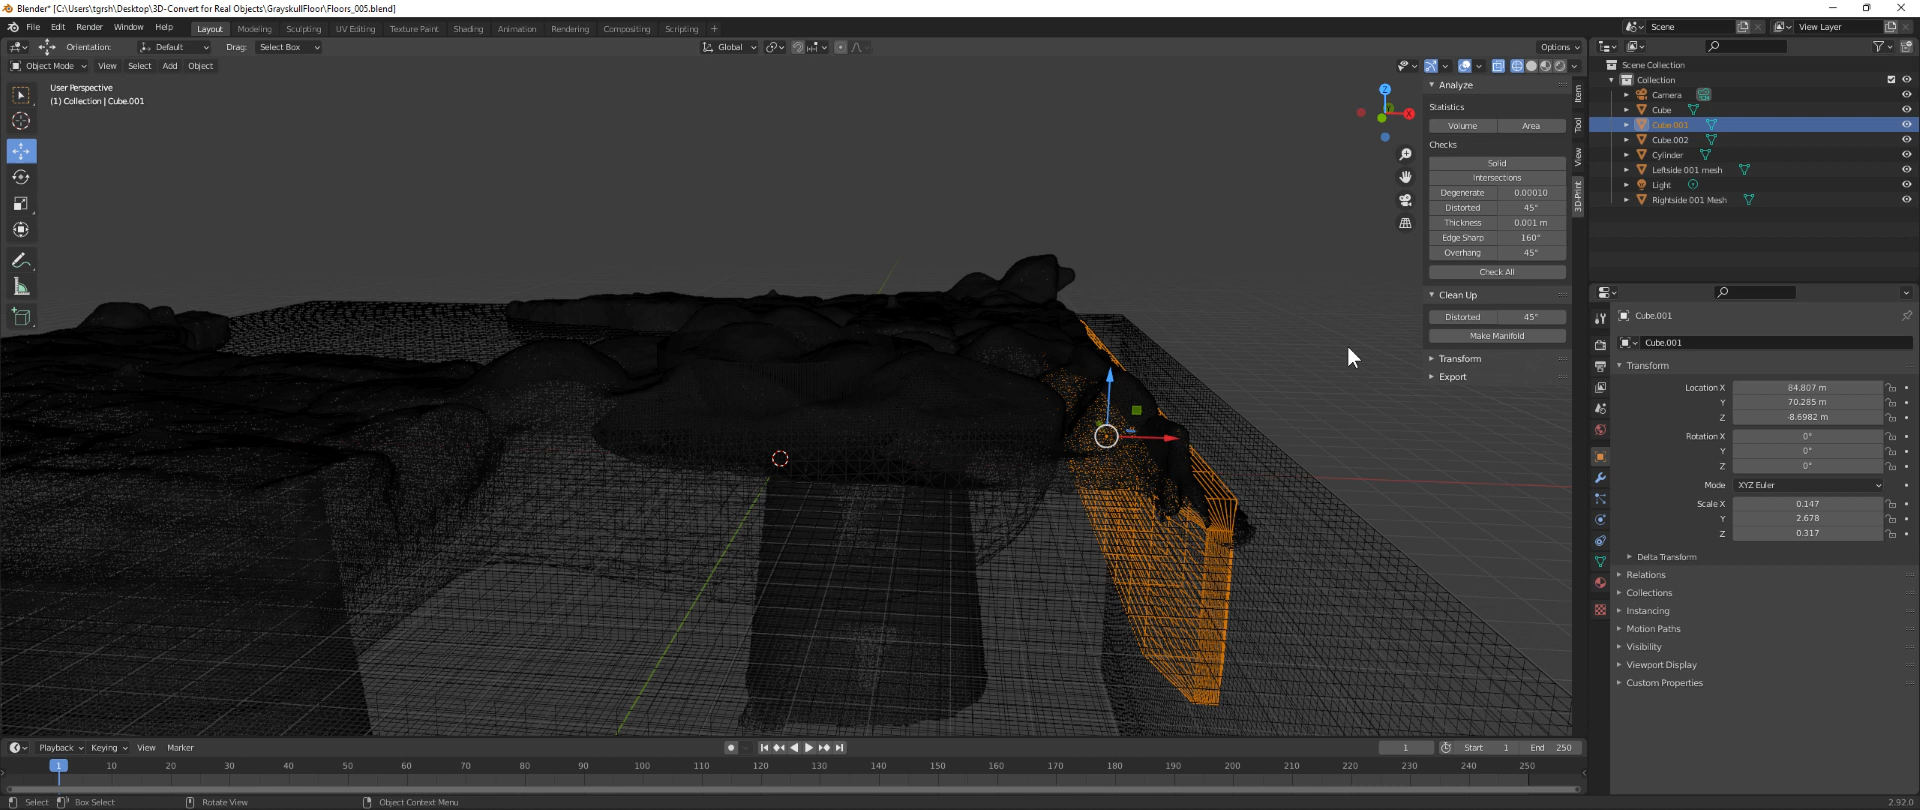 Blender* [C:\Users\tgrsh\Desktop\3D-Convert for Real Objects\GrayskullFloor\Floors_005.blend]
File Edit Render Window Help Layout Modeling Sculpting UV Editing Texture Paint Shading Animation Rendering Compositing Scripting + Scene View Layer
Orientation: Default Drag: Select Box Global Options
Object Mode View Select Add Object
User Perspective
(1) Collection | Cube.001
Z
X
Y
Analyze
Statistics
Volume Area
Checks
Solid
Intersections
Degenerate 0.00010
Distorted 45°
Thickness 0.001 m
Edge Sharp 160°
Overhang 45°
Check All
Clean Up
Distorted 45°
Make Manifold
Transform
Export
Item
Tool
View
3D-Print
Scene Collection
Collection
Camera
Cube
Cube.001
Cube.002
Cylinder
Leftside 001 mesh
Light
Rightside 001 Mesh
Cube.001
Cube.001
Transform
Location X 84.807 m
Y 70.285 m
Z -8.6982 m
Rotation X 0°
Y 0°
Z 0°
Mode XYZ Euler
Scale X 0.147
Y 2.678
Z 0.317
Delta Transform
Relations
Collections
Instancing
Motion Paths
Visibility
Viewport Display
Custom Properties
Playback Keying View Marker 1 Start 1 End 250
1 10 20 30 40 50 60 70 80 90 100 110 120 130 140 150 160 170 180 190 200 210 220 230 240 250
Select Box Select Rotate View Object Context Menu 2.92.0